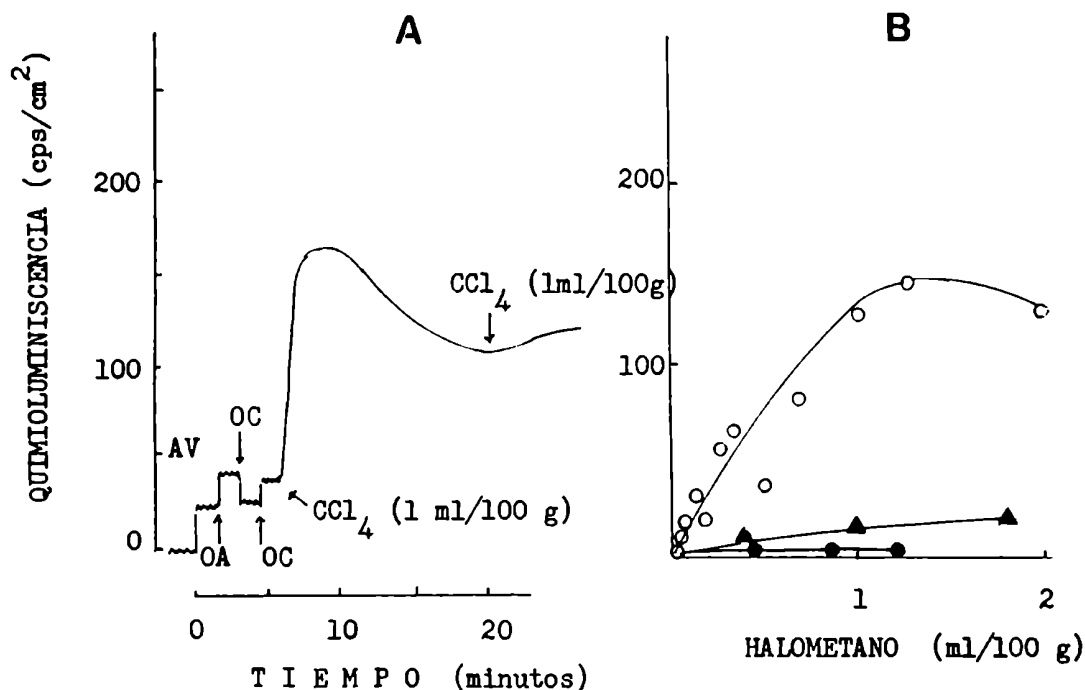 A
QUIMIOLUMINISCENCIA (cps/cm²)
200
100
0
AV
OC
OA
OC
CCl₄ (1 ml/100 g)
CCl₄ (1ml/100g)
0 10 20
TIEMPO (minutos)
B
200
100
1 2
HALOMETANO (ml/100 g)